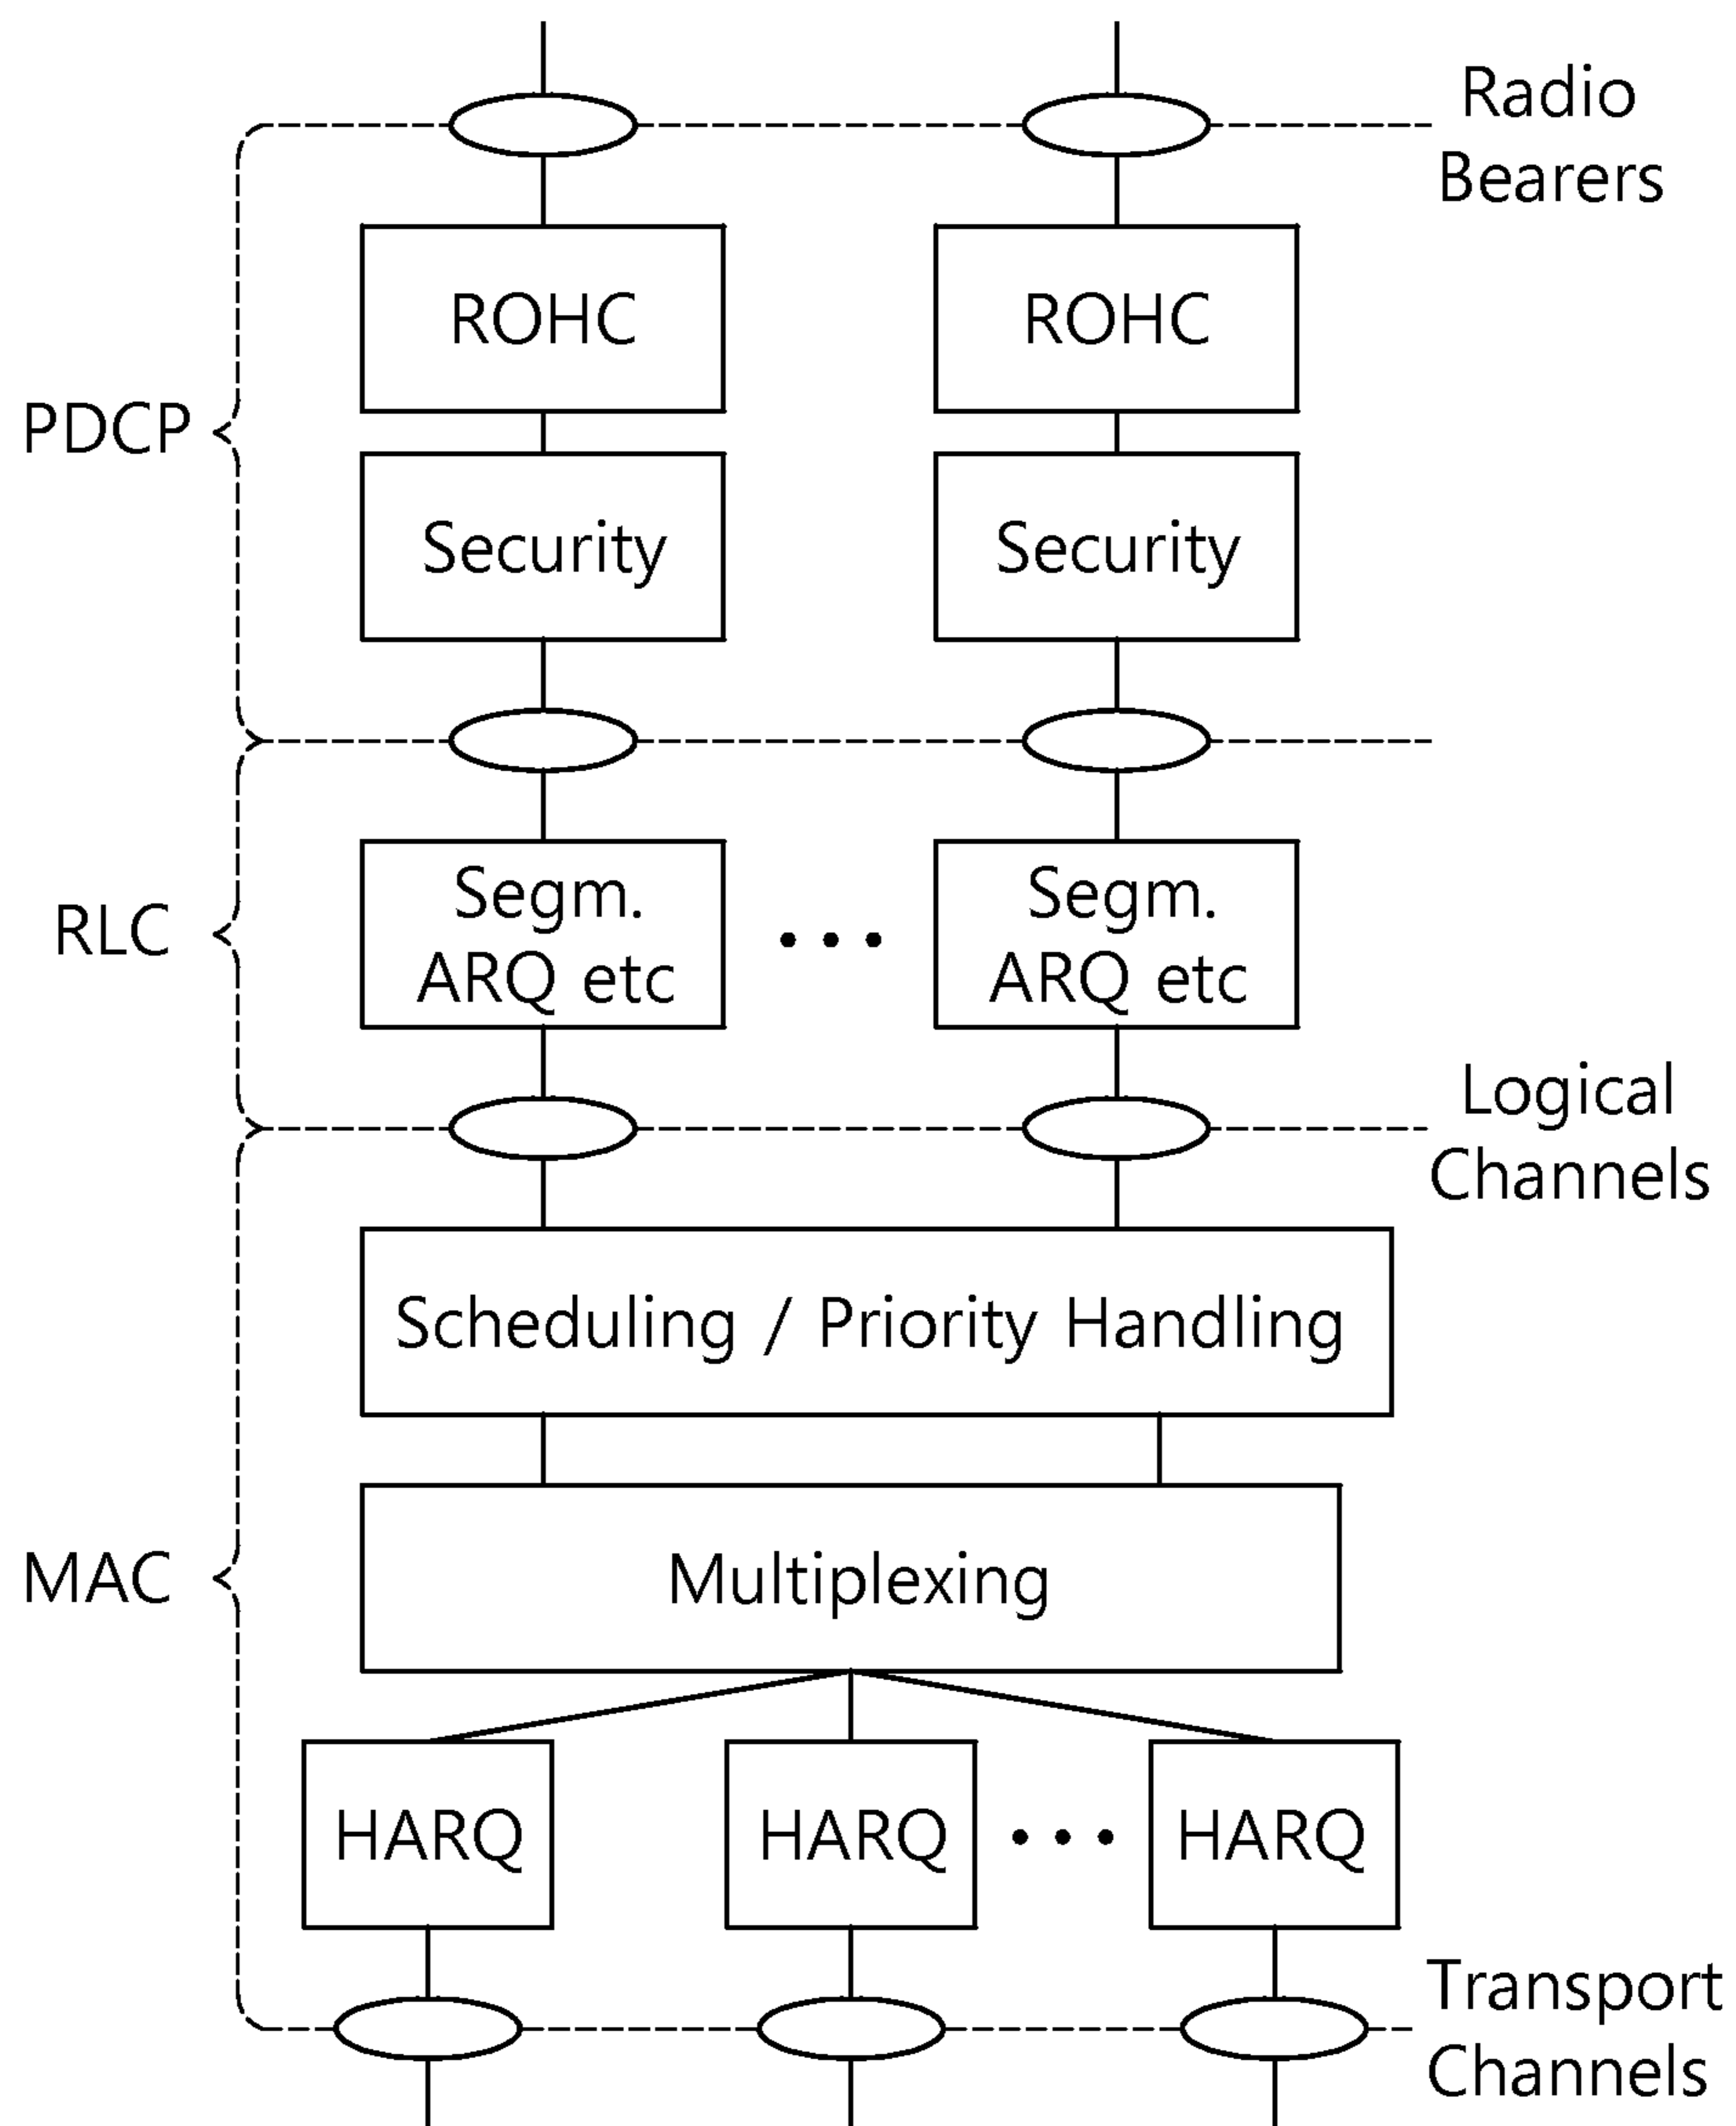 Radio
Bearers
ROHC
ROHC
PDCP
Security
Security
Segm.
ARQ etc
Segm.
ARQ etc
RLC
Logical
Channels
Scheduling / Priority Handling
MAC
Multiplexing
HARQ
HARQ
HARQ
Transport
Channels